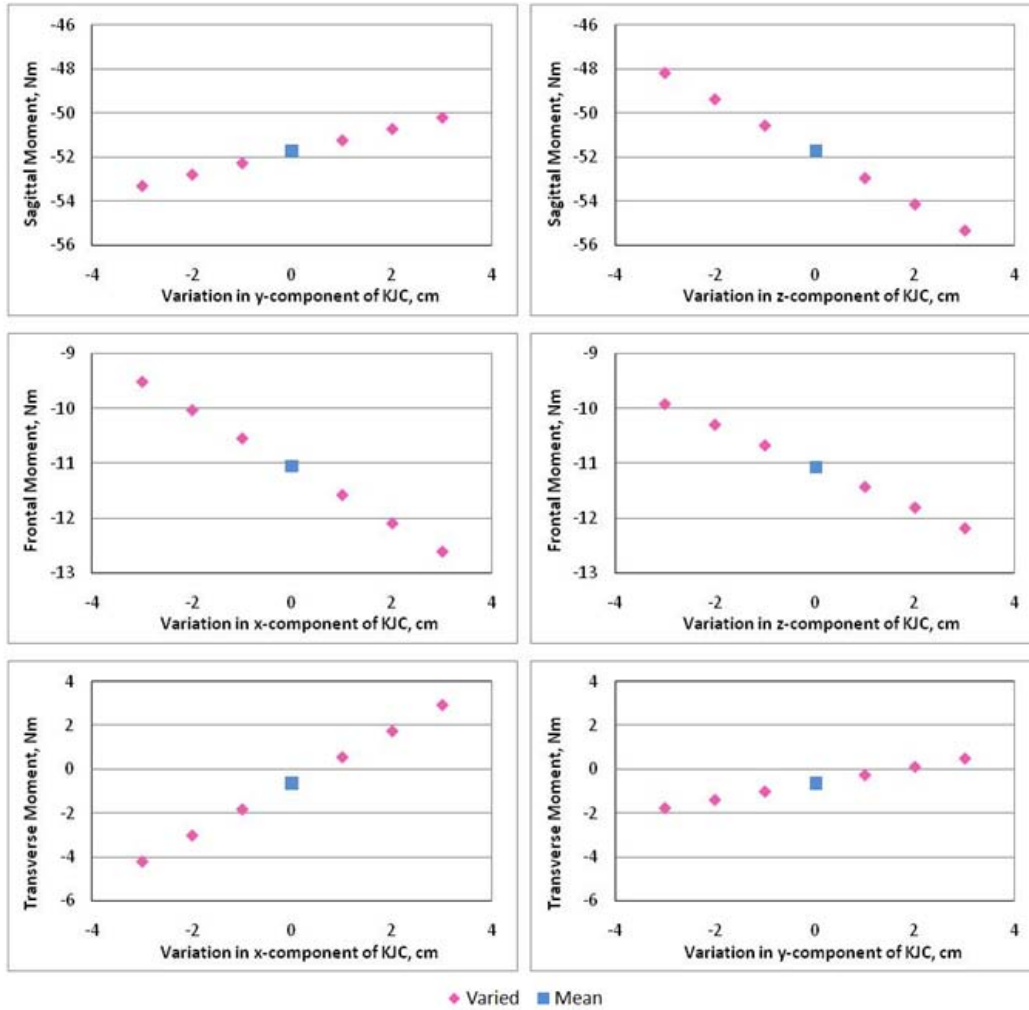 -46
-48
-50
-52
-54
-56
-4 -2 0 2 4
Sagittal Moment, Nm
Variation in y-component of KJC, cm
-46
-48
-50
-52
-54
-56
-4 -2 0 2 4
Sagittal Moment, Nm
Variation in z-component of KJC, cm
-9
-10
-11
-12
-13
-4 -2 0 2 4
Frontal Moment, Nm
Variation in x-component of KJC, cm
-9
-10
-11
-12
-13
-4 -2 0 2 4
Frontal Moment, Nm
Variation in z-component of KJC, cm
4
2
0
-2
-4
-6
-4 -2 0 2 4
Transverse Moment, Nm
Variation in x-component of KJC, cm
4
2
0
-2
-4
-6
-4 -2 0 2 4
Transverse Moment, Nm
Variation in y-component of KJC, cm
Varied Mean